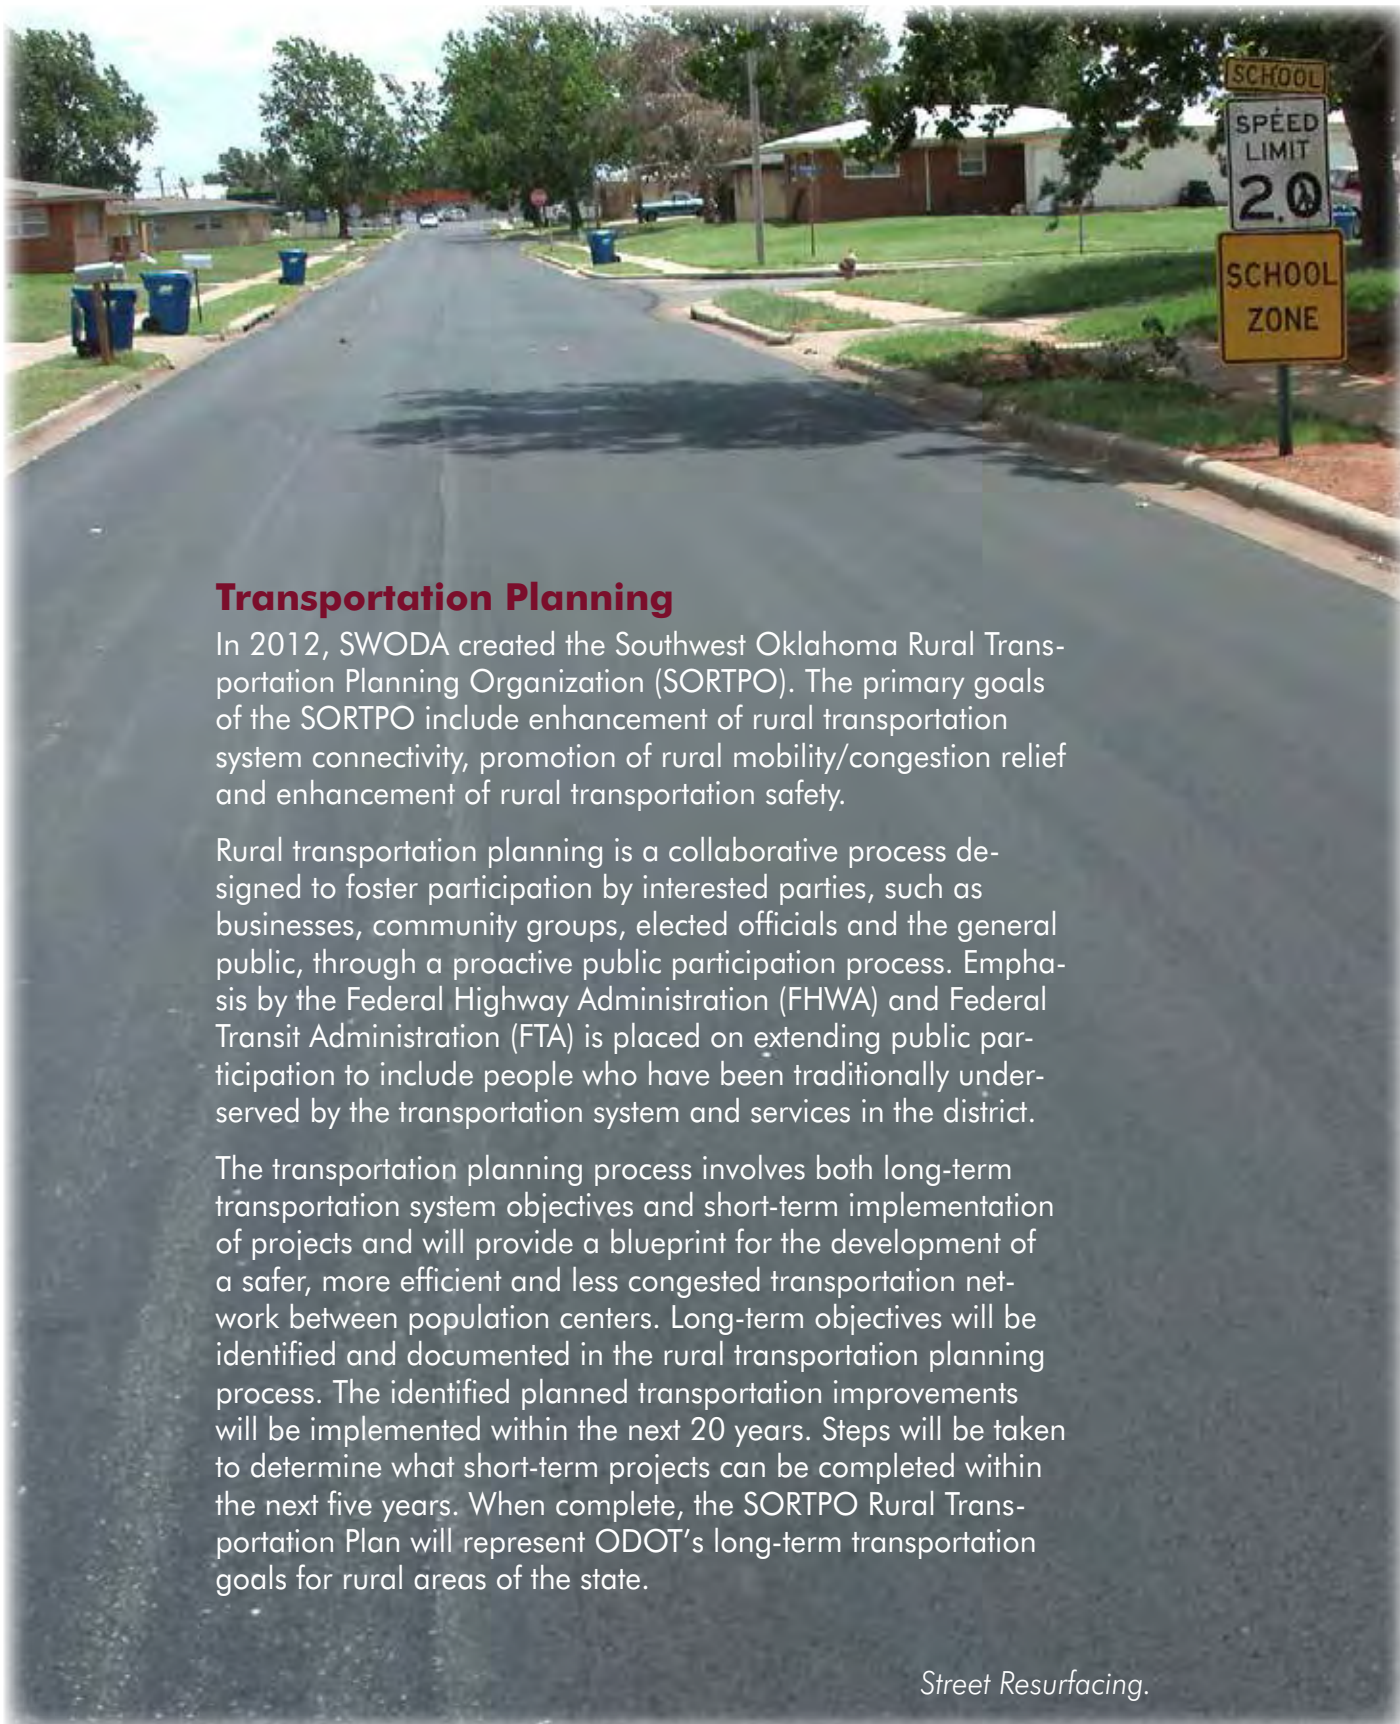 SCHOOL
SPEED
LIMIT
20
SCHOOL
ZONE
Transportation Planning
In 2012, SWODA created the Southwest Oklahoma Rural Trans-
portation Planning Organization (SORTPO). The primary goals
of the SORTPO include enhancement of rural transportation
system connectivity, promotion of rural mobility/congestion relief
and enhancement of rural transportation safety.
Rural transportation planning is a collaborative process de-
signed to foster participation by interested parties, such as
businesses, community groups, elected officials and the general
public, through a proactive public participation process. Empha-
sis by the Federal Highway Administration (FHWA) and Federal
Transit Administration (FTA) is placed on extending public par-
ticipation to include people who have been traditionally under-
served by the transportation system and services in the district.
The transportation planning process involves both long-term
transportation system objectives and short-term implementation
of projects and will provide a blueprint for the development of
a safer, more efficient and less congested transportation net-
work between population centers. Long-term objectives will be
identified and documented in the rural transportation planning
process. The identified planned transportation improvements
will be implemented within the next 20 years. Steps will be taken
to determine what short-term projects can be completed within
the next five years. When complete, the SORTPO Rural Trans-
portation Plan will represent ODOT's long-term transportation
goals for rural areas of the state.
Street Resurfacing.